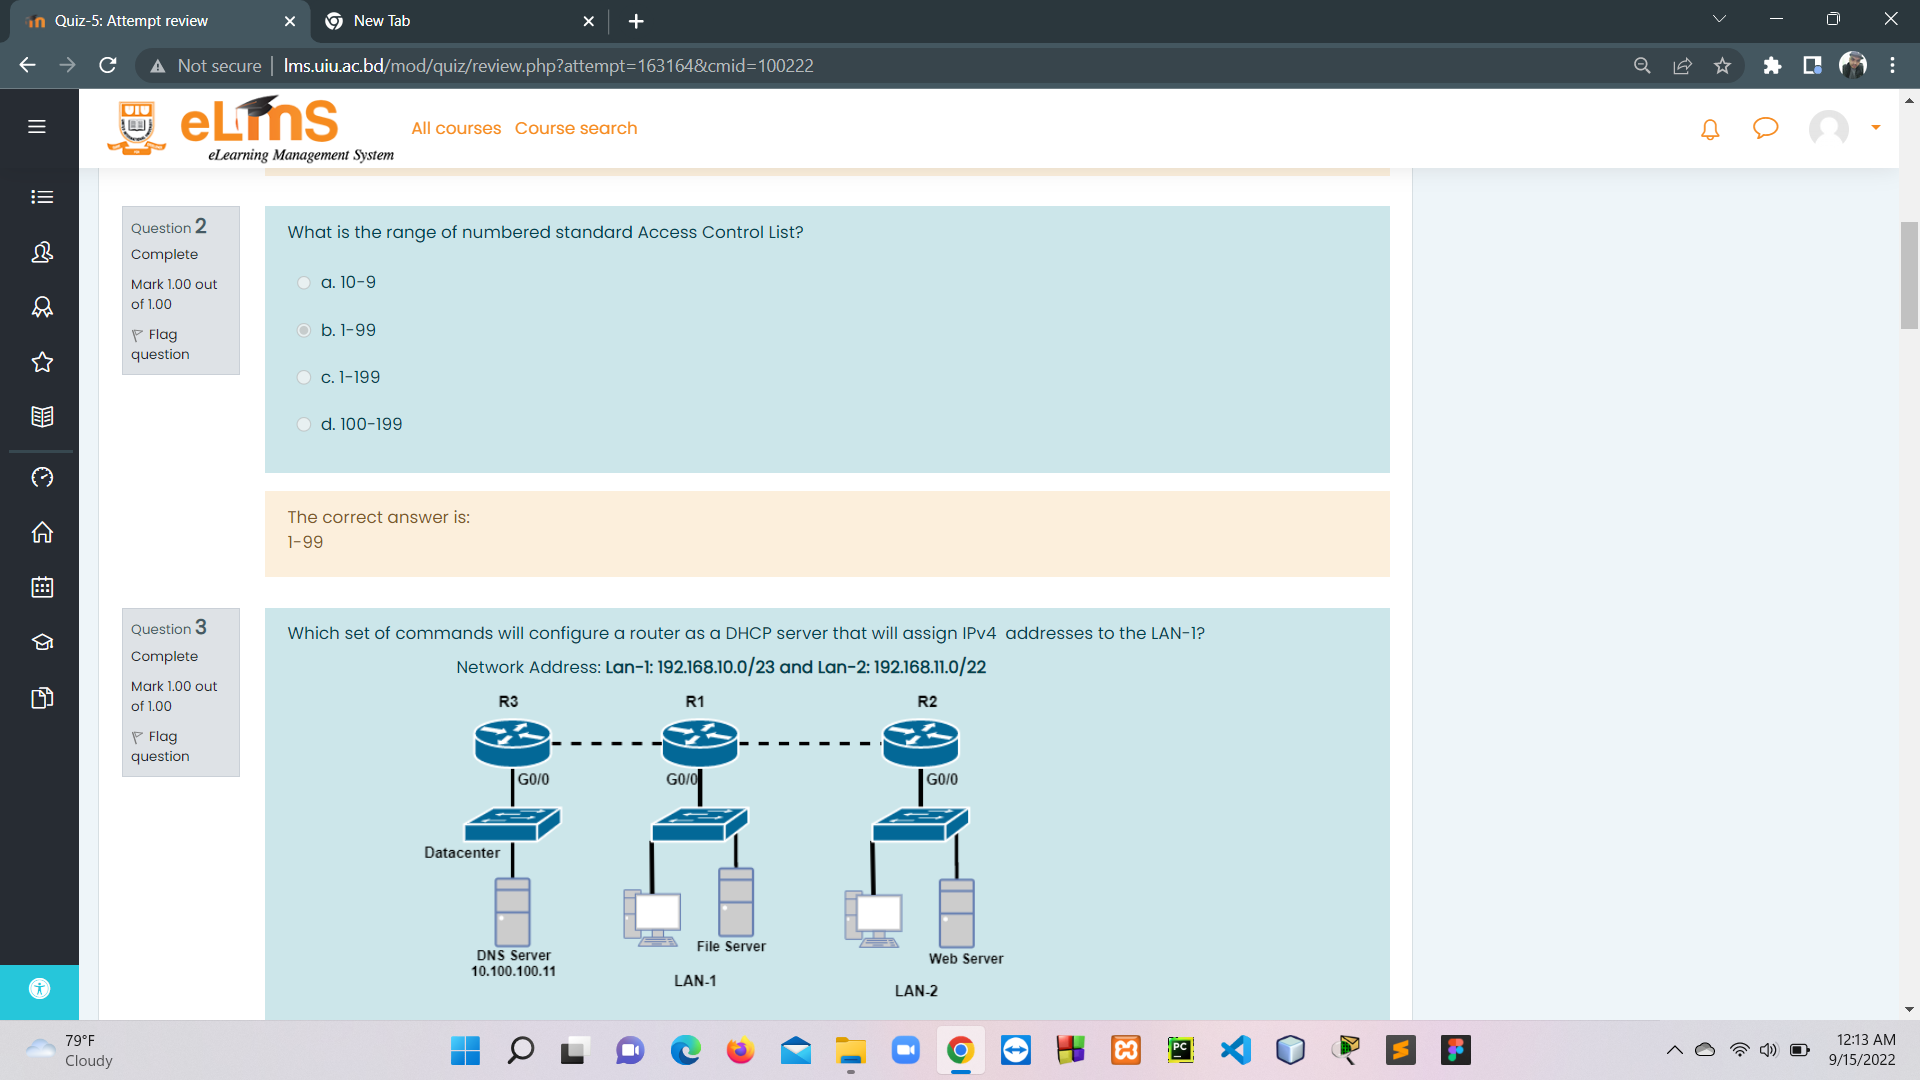 Quiz-5: Attempt review
New Tab
Not secure | lms.uiu.ac.bd/mod/quiz/review.php?attempt=163164&cmid=100222
UIU
eLmS
eLearning Management System
All courses Course search
Question 2
Complete
Mark 1.00 out
of 1.00
Flag
question
What is the range of numbered standard Access Control List?
a. 10-9
b. 1-99
c. 1-199
d. 100-199
The correct answer is:
1-99
Question 3
Complete
Mark 1.00 out
of 1.00
Flag
question
Which set of commands will configure a router as a DHCP server that will assign IPv4 addresses to the LAN-1?
Network Address: Lan-1: 192.168.10.0/23 and Lan-2: 192.168.11.0/22
R3 R1 R2
G0/0 G0/0 G0/0
Datacenter
DNS Server
10.100.100.11
File Server
LAN-1
Web Server
LAN-2
79°F
Cloudy
PC
12:13 AM
9/15/2022